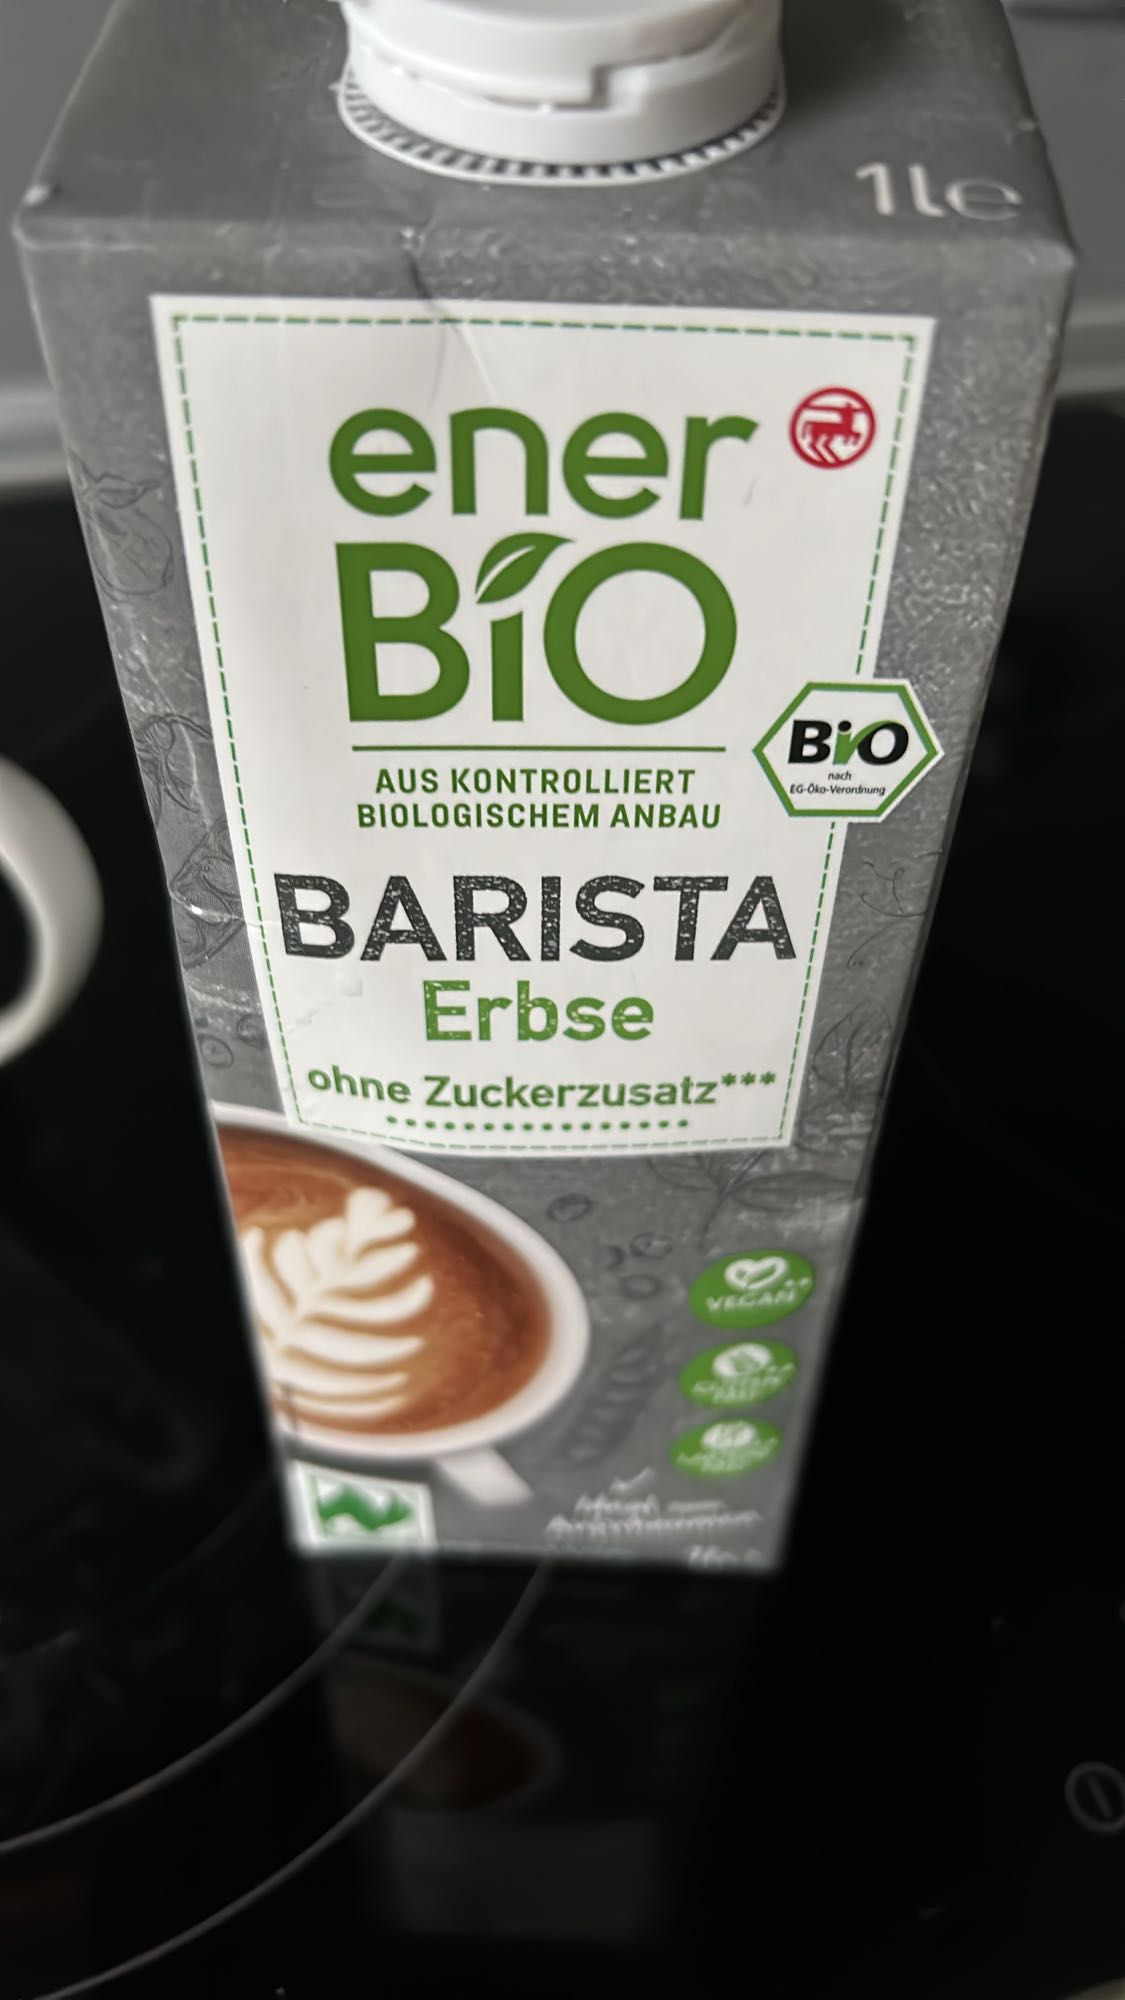 1l e
ener
BiO
AUS KONTROLLIERT
BIOLOGISCHEM ANBAU
BiO
nach
EG-Öko-Verordnung
BARISTA
Erbse
ohne Zuckerzusatz***
VEGAN**